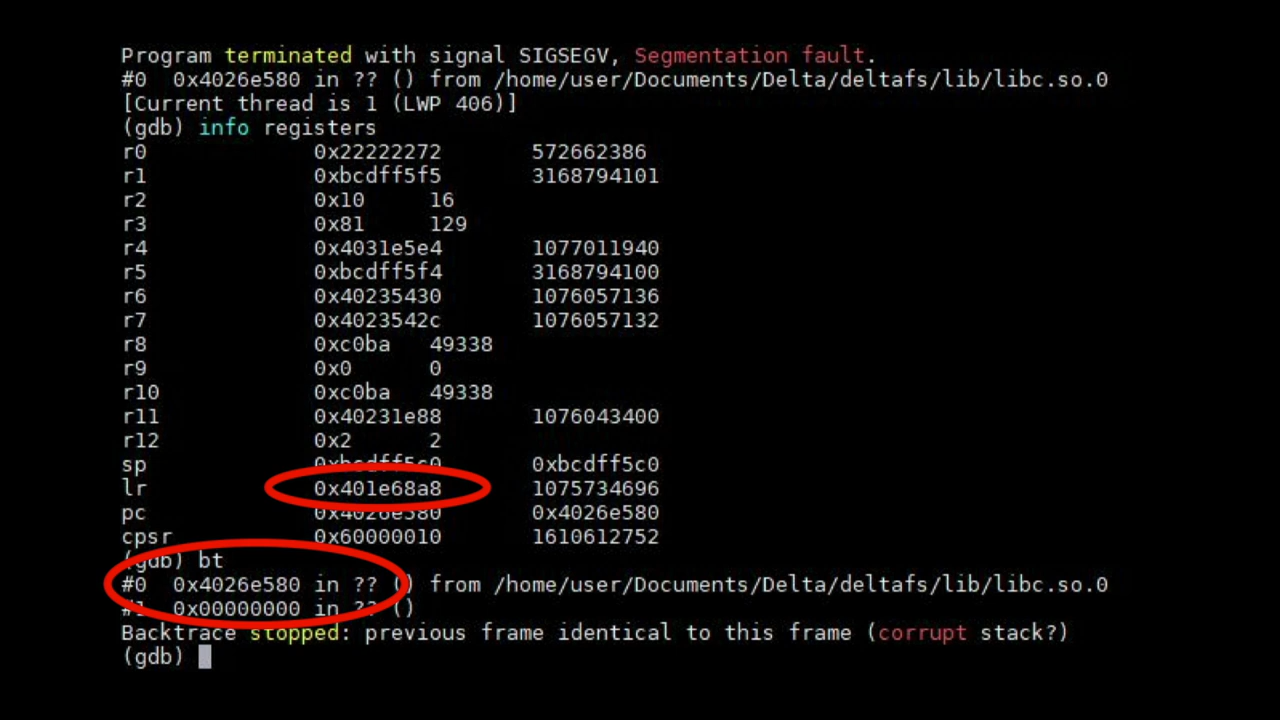 Program terminated with signal SIGSEGV, Segmentation fault.
#0  0x4026e580 in ?? () from /home/user/Documents/Delta/deltafs/lib/libc.so.0
[Current thread is 1 (LWP 406)]
(gdb) info registers
r0 0x22222272 572662386
r1 0xbcdff5f5 3168794101
r2 0x10 16
r3 0x81 129
r4 0x4031e5e4 1077011940
r5 0xbcdff5f4 3168794100
r6 0x40235430 1076057136
r7 0x4023542c 1076057132
r8 0xc0ba 49338
r9 0x0 0
r10 0xc0ba 49338
r11 0x40231e88 1076043400
r12 0x2 2
sp 0xbcdff5c0 0xbcdff5c0
lr 0x401e68a8 1075734696
pc 0x4026e580 0x4026e580
cpsr 0x60000010 1610612752
(gdb) bt
#0  0x4026e580 in ?? () from /home/user/Documents/Delta/deltafs/lib/libc.so.0
#1  0x00000000 in ?? ()
Backtrace stopped: previous frame identical to this frame (corrupt stack?)
(gdb)